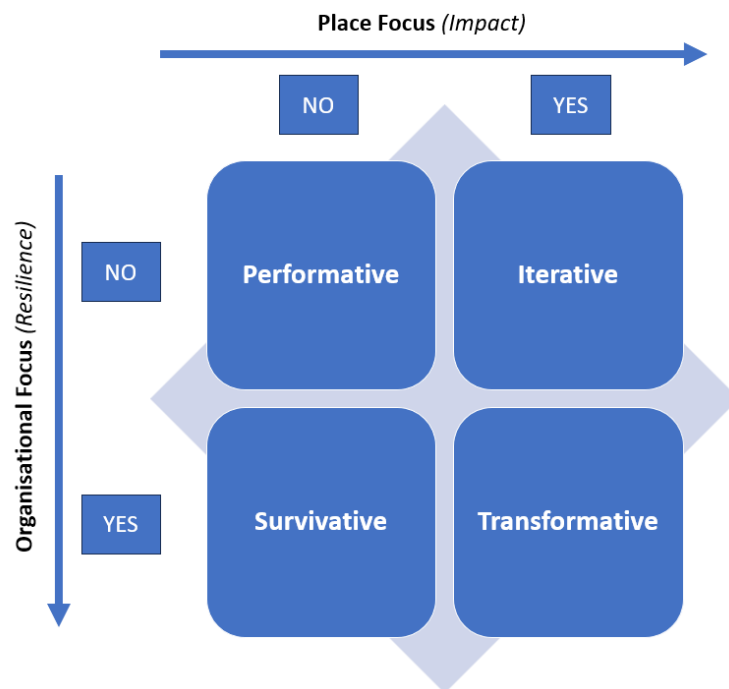 Place Focus (Impact)
NO
YES
Organisational Focus (Resilience)
NO
Performative
Iterative
YES
Survivative
Transformative